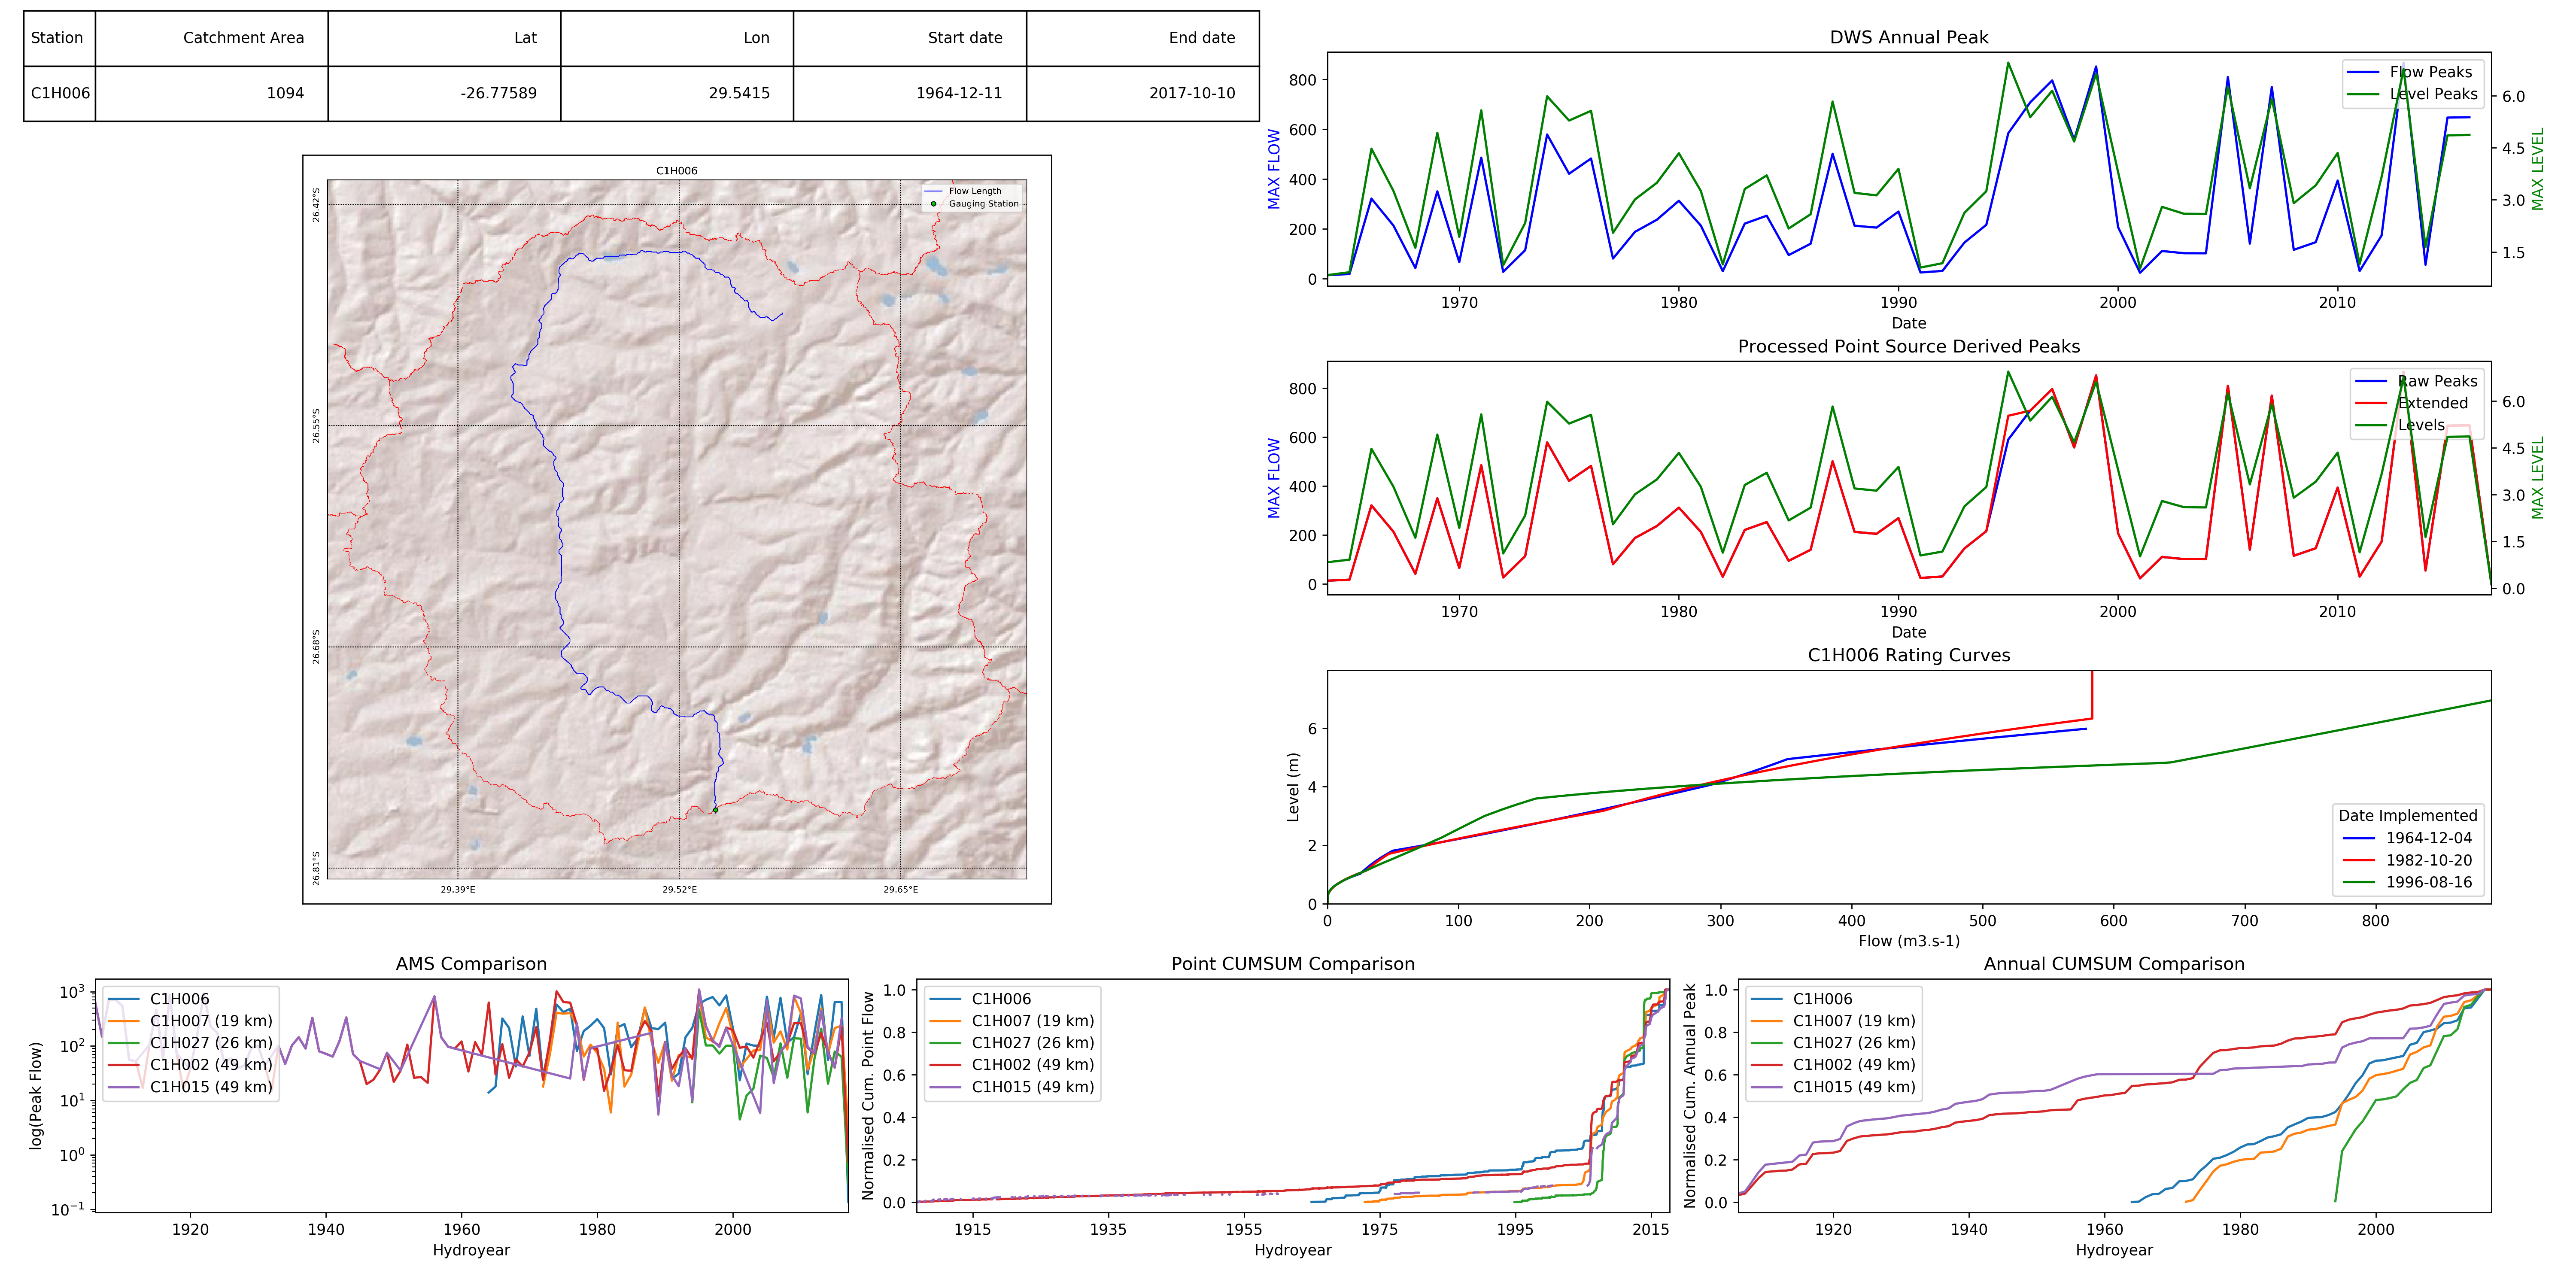 Station Catchment Area Lat Lon Start date End date
C1H006 1094 -26.77589 29.5415 1964-12-11 2017-10-10
C1H006
Flow Length
Gauging Station
26.42°S
26.55°S
26.68°S
26.81°S
29.39°E 29.52°E 29.65°E
DWS Annual Peak
Flow Peaks
Level Peaks
MAX FLOW
800
600
400
200
0
MAX LEVEL
6.0
4.5
3.0
1.5
1970 1980 1990 2000 2010
Date
Processed Point Source Derived Peaks
Raw Peaks
Extended
Levels
MAX FLOW
800
600
400
200
0
MAX LEVEL
6.0
4.5
3.0
1.5
0.0
1970 1980 1990 2000 2010
Date
C1H006 Rating Curves
Level (m)
6
4
2
0
Date Implemented
1964-12-04
1982-10-20
1996-08-16
0 100 200 300 400 500 600 700 800
Flow (m3.s-1)
AMS Comparison
log(Peak Flow)
10³
10²
10¹
10⁰
10⁻¹
C1H006
C1H007 (19 km)
C1H027 (26 km)
C1H002 (49 km)
C1H015 (49 km)
1920 1940 1960 1980 2000
Hydroyear
Point CUMSUM Comparison
Normalised Cum. Point Flow
1.0
0.8
0.6
0.4
0.2
0.0
C1H006
C1H007 (19 km)
C1H027 (26 km)
C1H002 (49 km)
C1H015 (49 km)
1915 1935 1955 1975 1995 2015
Hydroyear
Annual CUMSUM Comparison
Normalised Cum. Annual Peak
1.0
0.8
0.6
0.4
0.2
0.0
C1H006
C1H007 (19 km)
C1H027 (26 km)
C1H002 (49 km)
C1H015 (49 km)
1920 1940 1960 1980 2000
Hydroyear